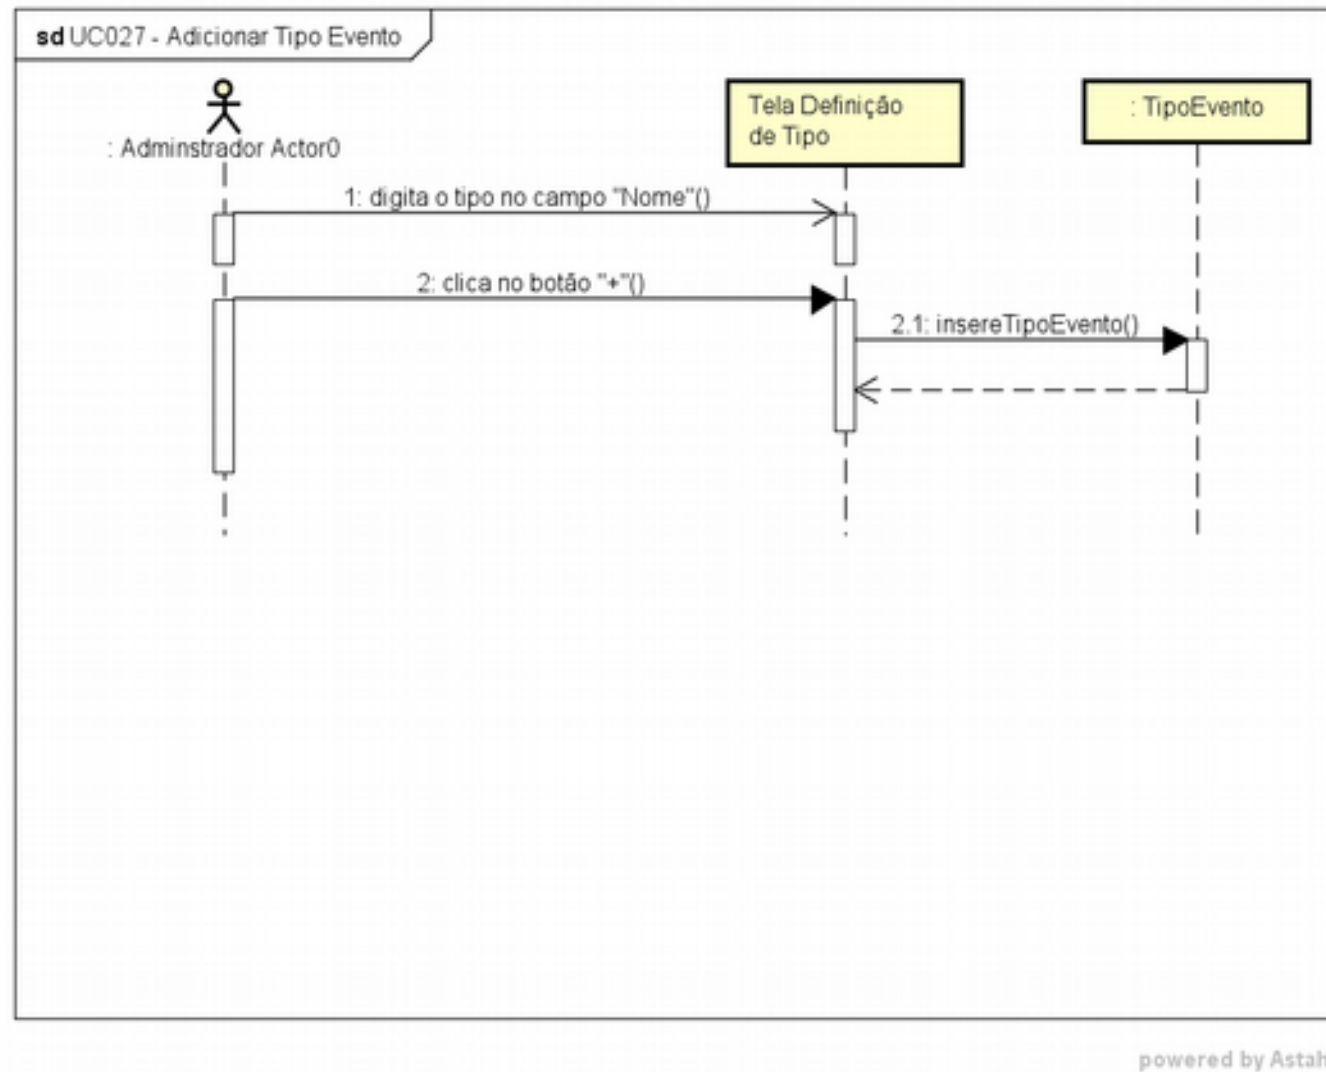 sd UC027 - Adicionar Tipo Evento
: Adminstrador Actor0
Tela Definição
de Tipo
: TipoEvento
1: digita o tipo no campo "Nome"()
2: clica no botão "+"()
2.1: insereTipoEvento()
powered by Astah